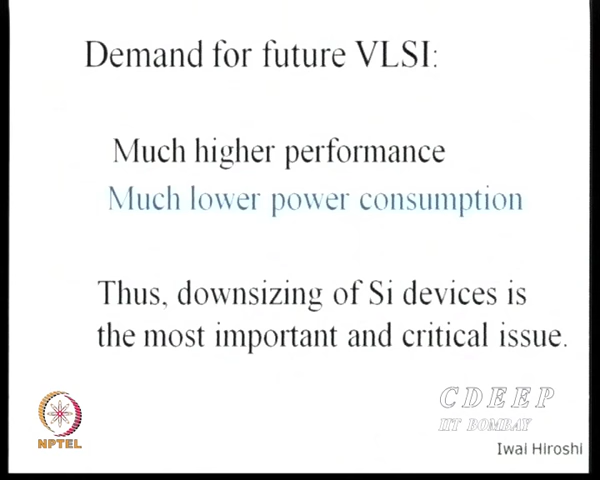 Demand for future VLSI:
Much higher performance
Much lower power consumption
Thus, downsizing of Si devices is
the most important and critical issue.
NPTEL
CDEEP
IIT BOMBAY
Iwai Hiroshi